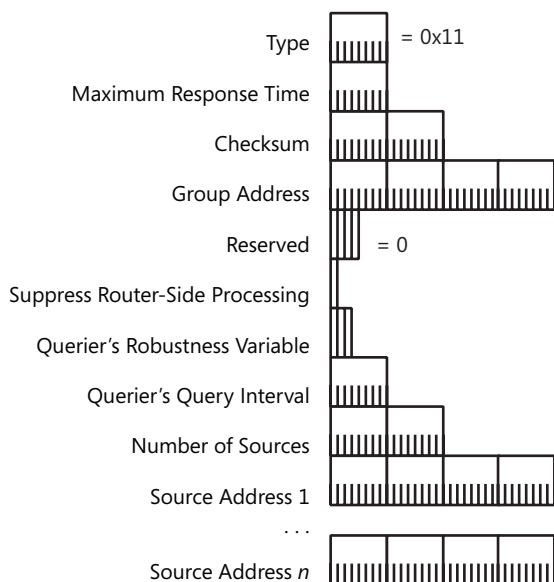 Type = 0x11
Maximum Response Time
Checksum
Group Address
Reserved = 0
Suppress Router-Side Processing
Querier’s Robustness Variable
Querier’s Query Interval
Number of Sources
Source Address 1
. . .
Source Address n